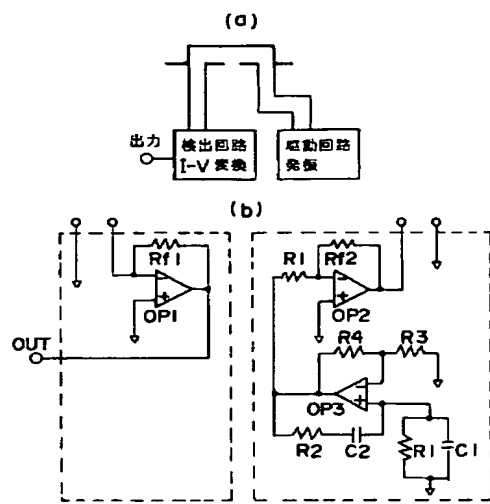 (a)
出力
検出回路
I-V 変換
駆動回路
発振
(b)
Rf1
OP1
OUT
R1
Rf2
OP2
R4
R3
OP3
R2
C2
R1
C1